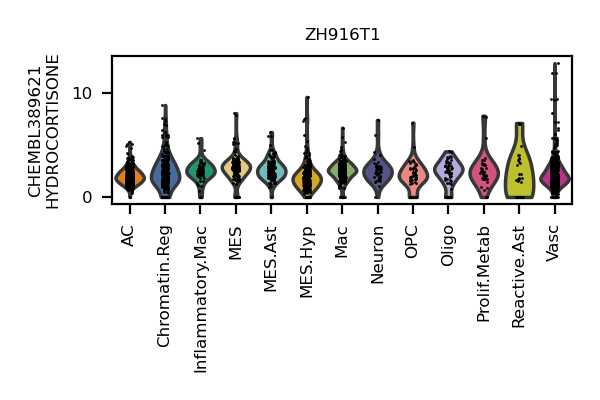 ZH916T1
CHEMBL389621
HYDROCORTISONE
10
0
AC
Chromatin.Reg
Inflammatory.Mac
MES
MES.Ast
MES.Hyp
Mac
Neuron
OPC
Oligo
Prolif.Metab
Reactive.Ast
Vasc